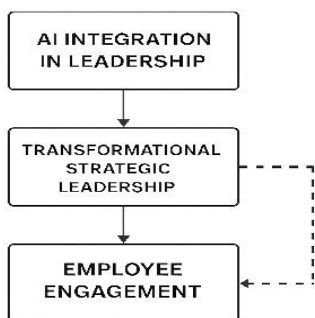 AI INTEGRATION
IN LEADERSHIP
TRANSFORMATIONAL
STRATEGIC
LEADERSHIP
EMPLOYEE
ENGAGEMENT